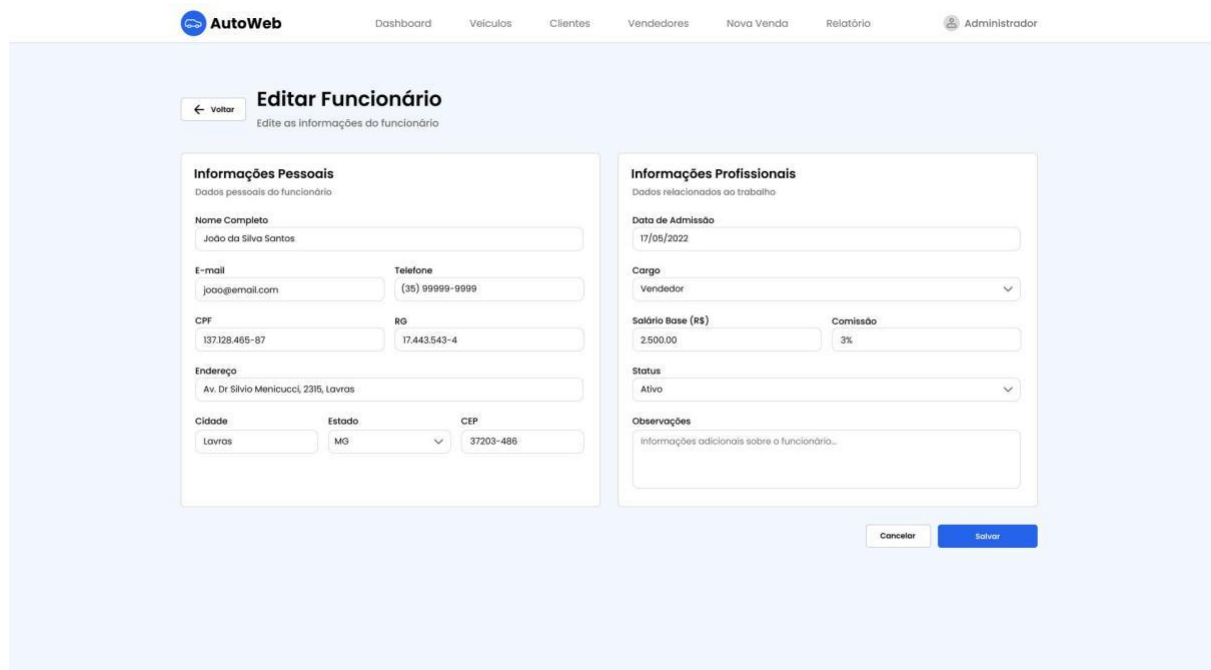 AutoWeb Dashboard Veículos Clientes Vendedores Nova Venda Relatório Administrador
Voltar
Editar Funcionário
Edite as informações do funcionário
Informações Pessoais
Dados pessoais do funcionário
Nome Completo
João da Silva Santos
E-mail Telefone
joao@email.com (35) 99999-9999
CPF RG
137.128.465-87 17.443.543-4
Endereço
Av. Dr Silvio Menicucci, 2315, Lavras
Cidade Estado CEP
Lavras MG 37203-486
Informações Profissionais
Dados relacionados ao trabalho
Data de Admissão
17/05/2022
Cargo
Vendedor
Salário Base (R$) Comissão
2.500.00 3%
Status
Ativo
Observações
Informações adicionais sobre o funcionário...
Cancelar Salvar